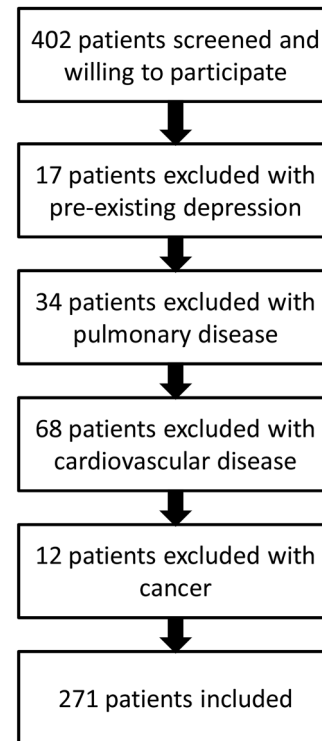 402 patients screened and
willing to participate
17 patients excluded with
pre-existing depression
34 patients excluded with
pulmonary disease
68 patients excluded with
cardiovascular disease
12 patients excluded with
cancer
271 patients included